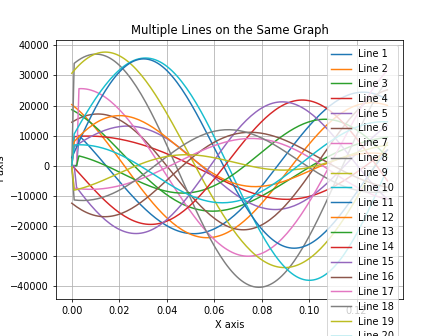 Multiple Lines on the Same Graph
40000
30000
20000
10000
0
−10000
−20000
−30000
−40000
0.00
0.02
0.04
0.06
0.08
0.10
X axis
Line 1
Line 2
Line 3
Line 4
Line 5
Line 6
Line 7
Line 8
Line 9
Line 10
Line 11
Line 12
Line 13
Line 14
Line 15
Line 16
Line 17
Line 18
Line 19
Line 20